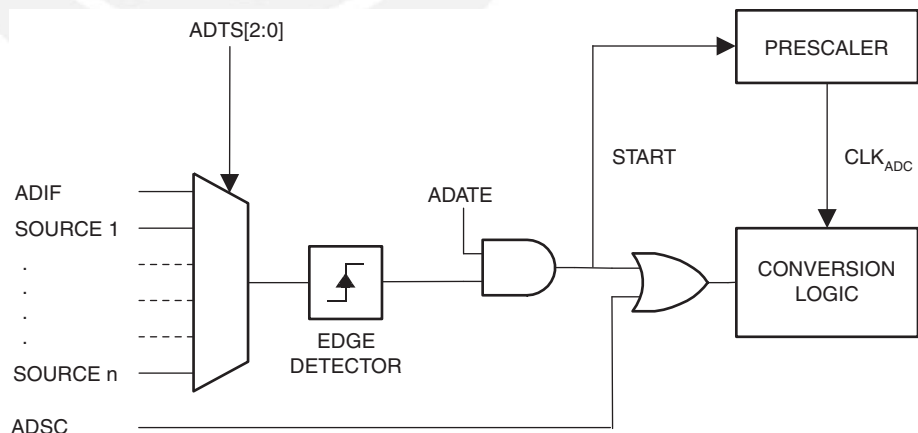 ADTS[2:0]
PRESCALER
START
CLKADC
ADIF
SOURCE 1
.
.
.
.
SOURCE n
ADSC
ADATE
EDGE
DETECTOR
CONVERSION
LOGIC